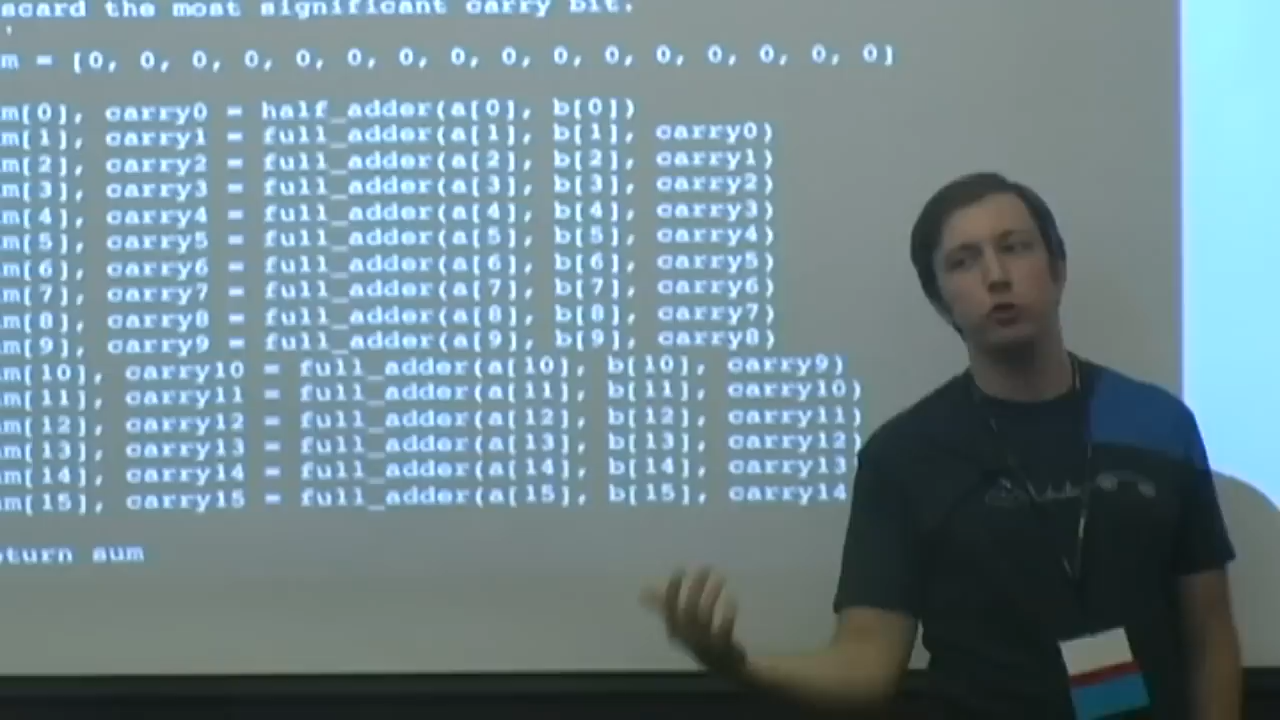 scard the most significant carry bit.
'
m = [0, 0, 0, 0, 0, 0, 0, 0, 0, 0, 0, 0, 0, 0, 0, 0]
m[0], carry0 = half_adder(a[0], b[0])
m[1], carry1 = full_adder(a[1], b[1], carry0)
m[2], carry2 = full_adder(a[2], b[2], carry1)
m[3], carry3 = full_adder(a[3], b[3], carry2)
m[4], carry4 = full_adder(a[4], b[4], carry3)
m[5], carry5 = full_adder(a[5], b[5], carry4)
m[6], carry6 = full_adder(a[6], b[6], carry5)
m[7], carry7 = full_adder(a[7], b[7], carry6)
m[8], carry8 = full_adder(a[8], b[8], carry7)
m[9], carry9 = full_adder(a[9], b[9], carry8)
m[10], carry10 = full_adder(a[10], b[10], carry9)
m[11], carry11 = full_adder(a[11], b[11], carry10)
m[12], carry12 = full_adder(a[12], b[12], carry11)
m[13], carry13 = full_adder(a[13], b[13], carry12)
m[14], carry14 = full_adder(a[14], b[14], carry13
m[15], carry15 = full_adder(a[15], b[15], carry14
turn sum